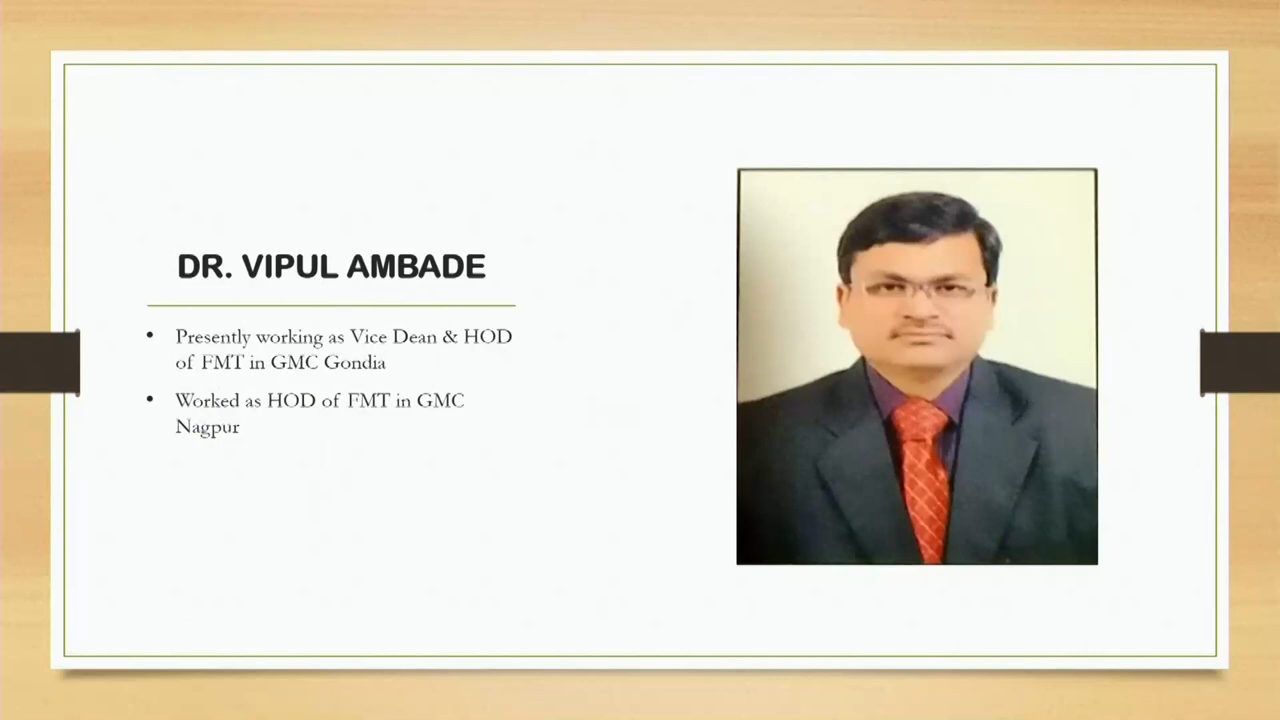 DR. VIPUL AMBADE
• Presently working as Vice Dean & HOD
of FMT in GMC Gondia
• Worked as HOD of FMT in GMC
Nagpur